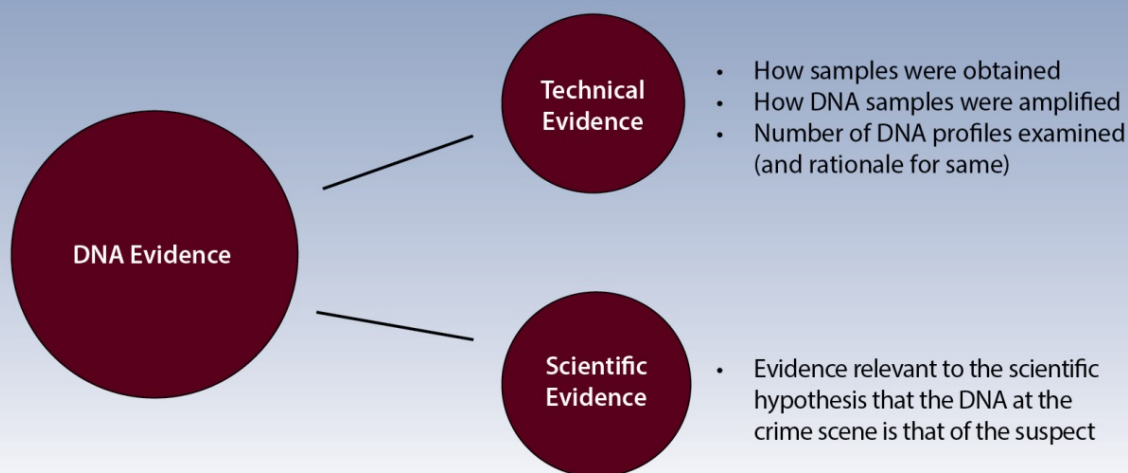 Technical
Evidence
• How samples were obtained
• How DNA samples were amplified
• Number of DNA profiles examined
(and rationale for same)
DNA Evidence
Scientific
Evidence
• Evidence relevant to the scientific
hypothesis that the DNA at the
crime scene is that of the suspect